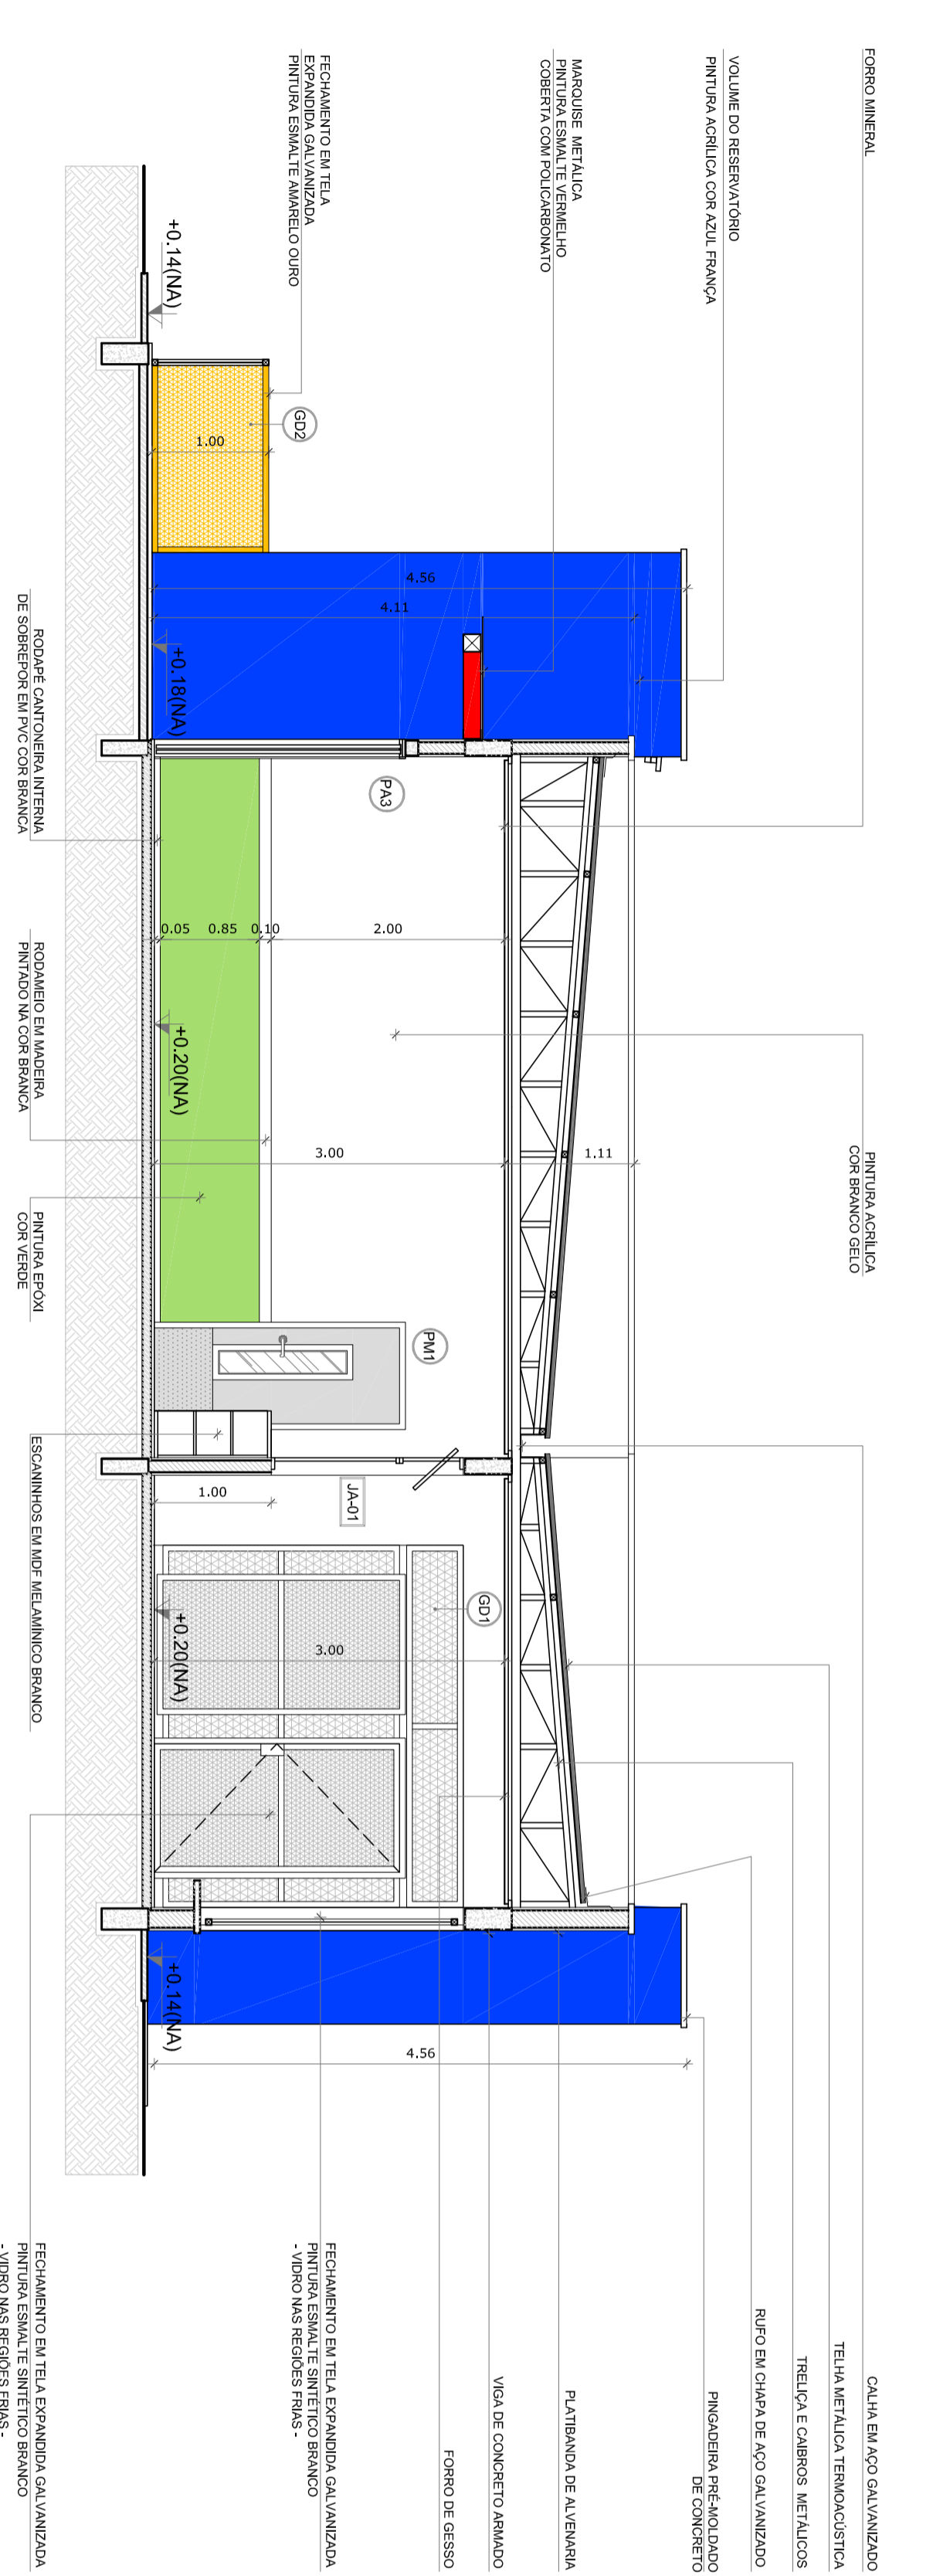 FORRO MINERAL
VOLUME DO RESERVATÓRIO
PINTURA ACRÍLICA COR AZUL FRANÇA
MARQUISE METÁLICA
PINTURA ESMALTE VERMELHO
COBERTA COM POLICARBONATO
FECHAMENTO EM TELA
EXPANDIDA GALVANIZADA
PINTURA ESMALTE AMARELO OURO
PINTURA ACRÍLICA
COR BRANCO GELO
CALHA EM AÇO GALVANIZADO
TELHA METÁLICA TERMOACÚSTICA
TRELIÇA E CAIBROS METÁLICOS
RUFO EM CHAPA DE AÇO GALVANIZADO
PINGADEIRA PRÉ-MOLDADO
DE CONCRETO
PLATIBANDA DE ALVENARIA
VIGA DE CONCRETO ARMADO
FORRO DE GESSO
FECHAMENTO EM TELA EXPANDIDA GALVANIZADA
PINTURA ESMALTE SINTÉTICO BRANCO
- VIDRO NAS REGIÕES FRIAS -
+0.14(NA)
GD2
1.00
4.56
4.11
+0.18(NA)
PA3
0.05
0.85
0.10
2.00
+0.20(NA)
3.00
1.11
PM1
JA-01
1.00
GD1
3.00
+0.20(NA)
+0.14(NA)
4.56
RODAPÉ CANTONEIRA INTERNA
DE SOBREPOR EM PVC COR BRANCA
RODAMEIO EM MADEIRA
PINTADO NA COR BRANCA
PINTURA EPÓXI
COR VERDE
ESCANINHOS EM MDF MELAMÍNICO BRANCO
FECHAMENTO EM TELA EXPANDIDA GALVANIZADA
PINTURA ESMALTE SINTÉTICO BRANCO
- VIDRO NAS REGIÕES FRIAS -